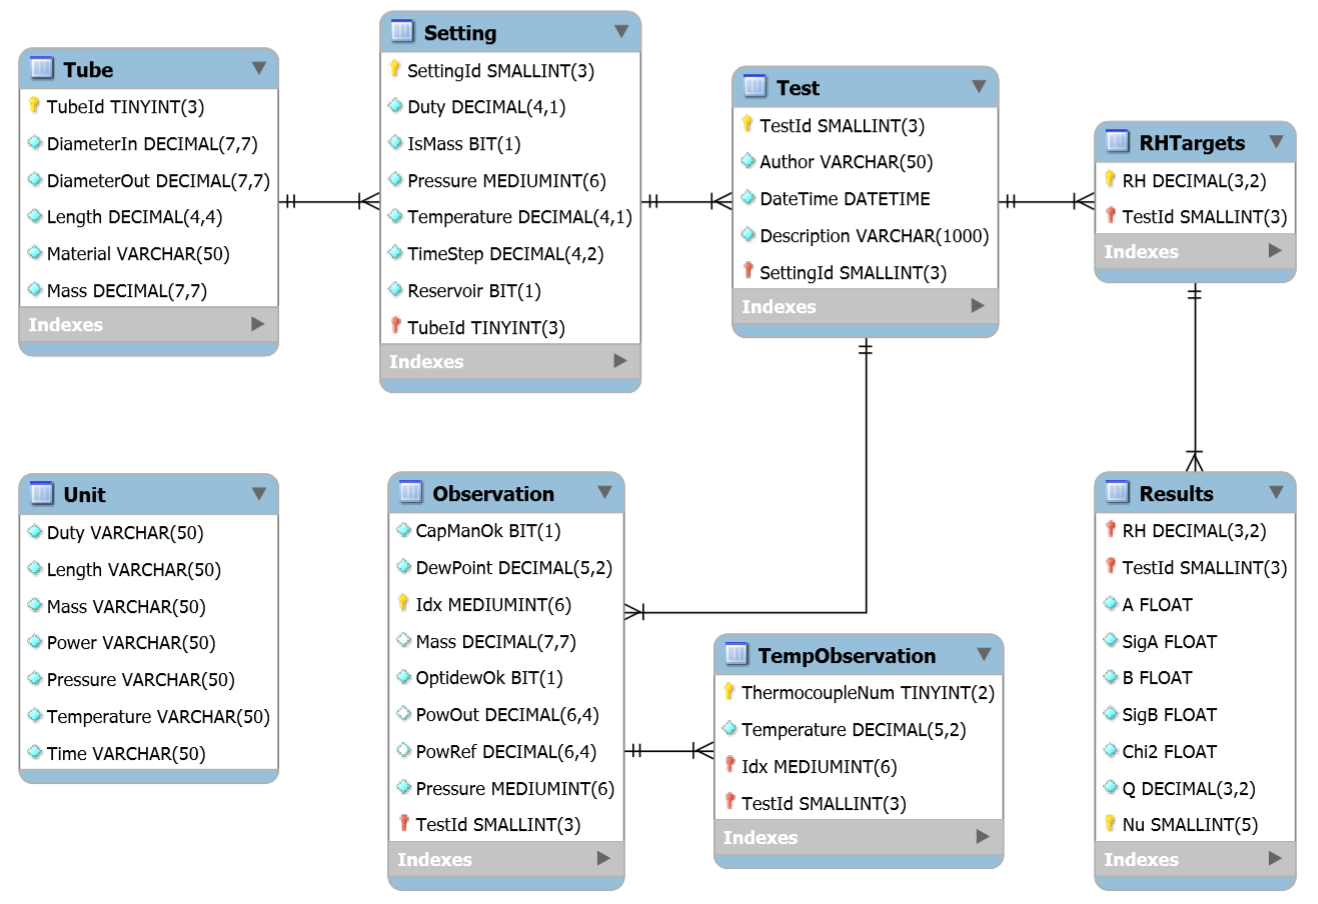 Tube
TubeId TINYINT(3)
DiameterIn DECIMAL(7,7)
DiameterOut DECIMAL(7,7)
Length DECIMAL(4,4)
Material VARCHAR(50)
Mass DECIMAL(7,7)
Indexes
Setting
SettingId SMALLINT(3)
Duty DECIMAL(4,1)
IsMass BIT(1)
Pressure MEDIUMINT(6)
Temperature DECIMAL(4,1)
TimeStep DECIMAL(4,2)
Reservoir BIT(1)
TubeId TINYINT(3)
Indexes
Test
TestId SMALLINT(3)
Author VARCHAR(50)
DateTime DATETIME
Description VARCHAR(1000)
SettingId SMALLINT(3)
Indexes
RHTargets
RH DECIMAL(3,2)
TestId SMALLINT(3)
Indexes
Unit
Duty VARCHAR(50)
Length VARCHAR(50)
Mass VARCHAR(50)
Power VARCHAR(50)
Pressure VARCHAR(50)
Temperature VARCHAR(50)
Time VARCHAR(50)
Observation
CapManOk BIT(1)
DewPoint DECIMAL(5,2)
Idx MEDIUMINT(6)
Mass DECIMAL(7,7)
OptidewOk BIT(1)
PowOut DECIMAL(6,4)
PowRef DECIMAL(6,4)
Pressure MEDIUMINT(6)
TestId SMALLINT(3)
Indexes
TempObservation
ThermocoupleNum TINYINT(2)
Temperature DECIMAL(5,2)
Idx MEDIUMINT(6)
TestId SMALLINT(3)
Indexes
Results
RH DECIMAL(3,2)
TestId SMALLINT(3)
A FLOAT
SigA FLOAT
B FLOAT
SigB FLOAT
Chi2 FLOAT
Q DECIMAL(3,2)
Nu SMALLINT(5)
Indexes